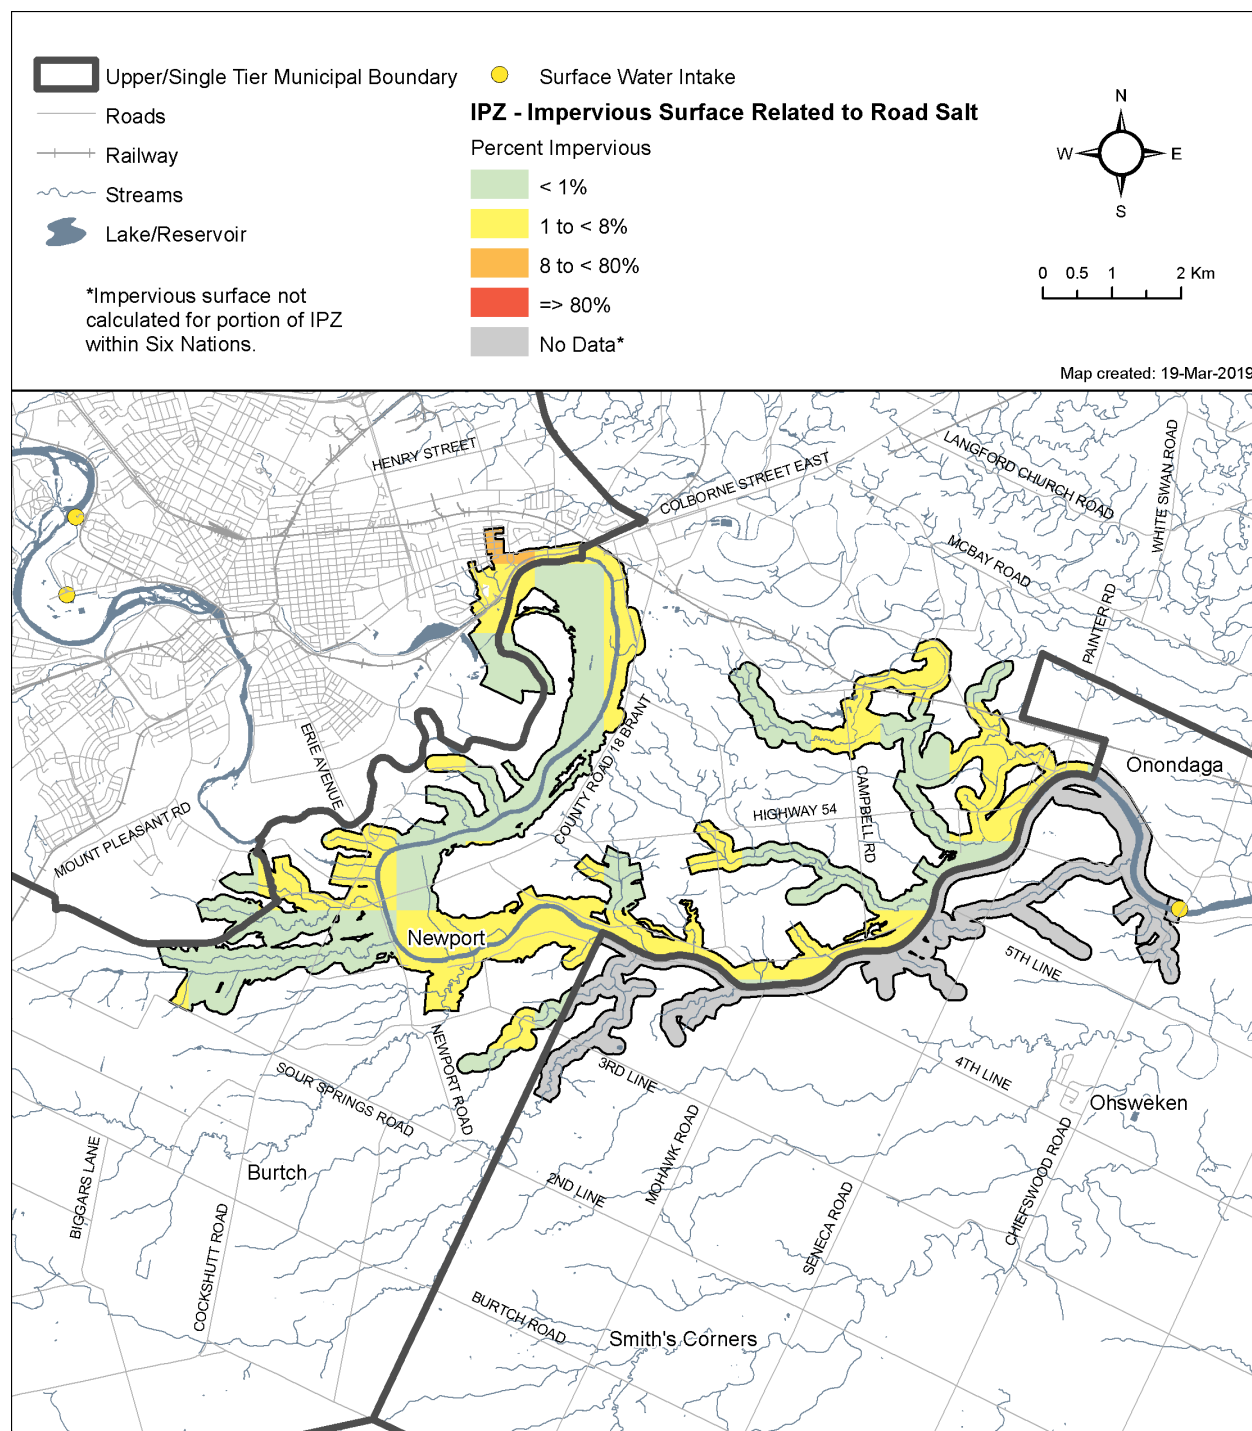 Upper/Single Tier Municipal Boundary
Roads
Railway
Streams
Lake/Reservoir
*Impervious surface not
calculated for portion of IPZ
within Six Nations.
Surface Water Intake
IPZ - Impervious Surface Related to Road Salt
Percent Impervious
< 1%
1 to < 8%
8 to < 80%
=> 80%
No Data*
N
W
E
S
0 0.5 1 2 Km
Map created: 19-Mar-2019
HENRY STREET
COLBORNE STREET EAST
LANGFORD CHURCH ROAD
WHITE SWAN ROAD
MCBAY ROAD
PAINTER RD
ERIE AVENUE
COUNTY ROAD 18 BRANT
MOUNT PLEASANT RD
HIGHWAY 54
CAMPBELL RD
Onondaga
Newport
5TH LINE
NEWPORT ROAD
SOUR SPRINGS ROAD
3RD LINE
4TH LINE
Ohsweken
MOHAWK ROAD
BIGGARS LANE
Burtch
2ND LINE
CHIEFSWOOD ROAD
SENECA ROAD
COCKSHUTT ROAD
BURTCH ROAD
Smith's Corners